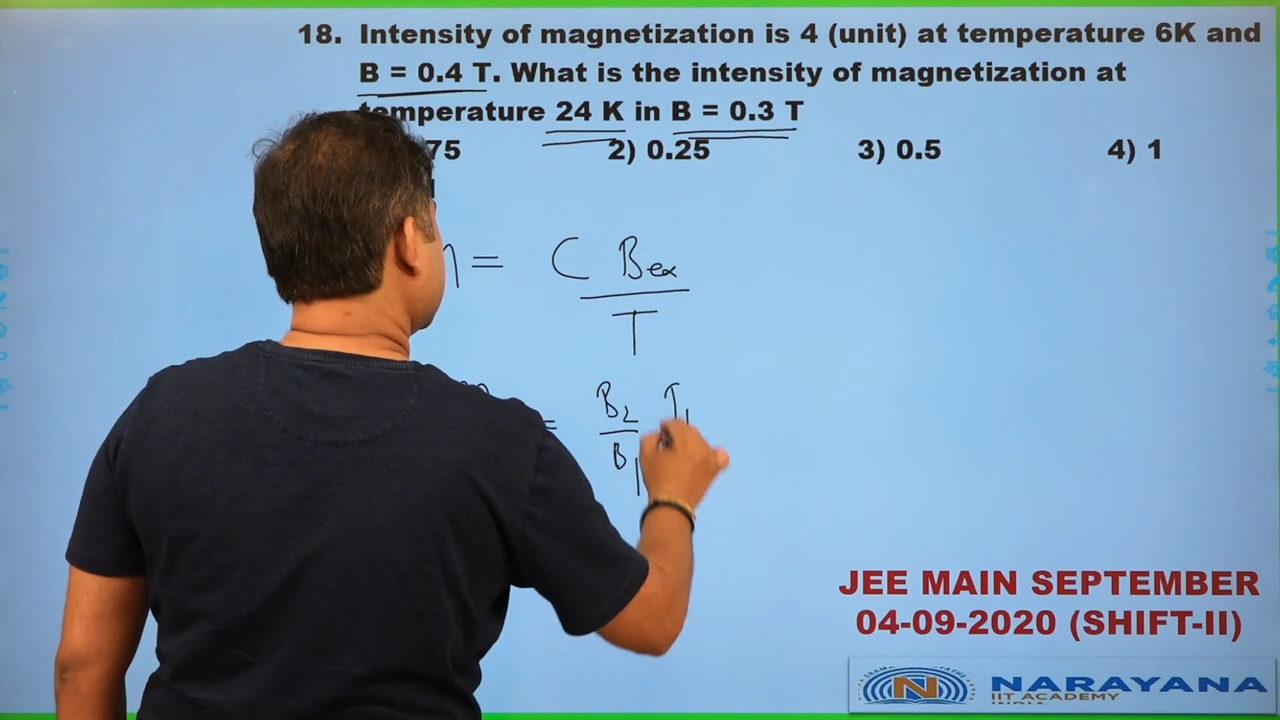 18. Intensity of magnetization is 4 (unit) at temperature 6K and
B = 0.4 T. What is the intensity of magnetization at
temperature 24 K in B = 0.3 T
75 2) 0.25 3) 0.5 4) 1
= C Bex
T
= B2 T1
B1
JEE MAIN SEPTEMBER
04-09-2020 (SHIFT-II)
N NARAYANA
IIT ACADEMY
INDIA